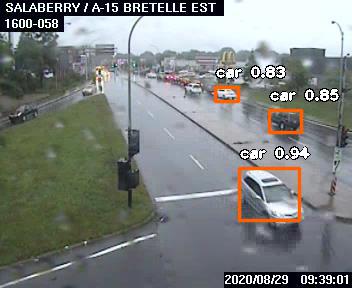 SALABERRY / A-15 BRETELLE EST
1600-058
car 0.83
car 0.85
car 0.94
2020/08/29 09:39:01